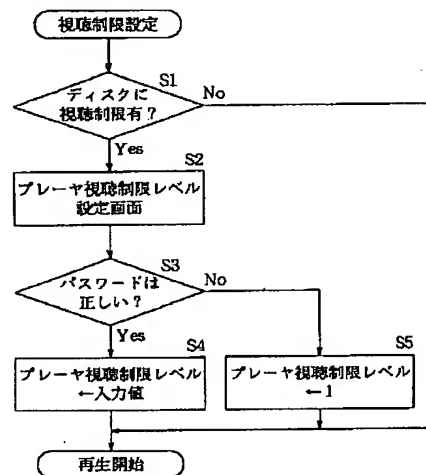 視聴制限設定
S1
ディスクに
視聴制限有?
No
Yes
S2
プレーヤ視聴制限レベル
設定画面
S3
パスワードは
正しい?
No
Yes
S4
プレーヤ視聴制限レベル
←入力値
S5
プレーヤ視聴制限レベル
←1
再生開始